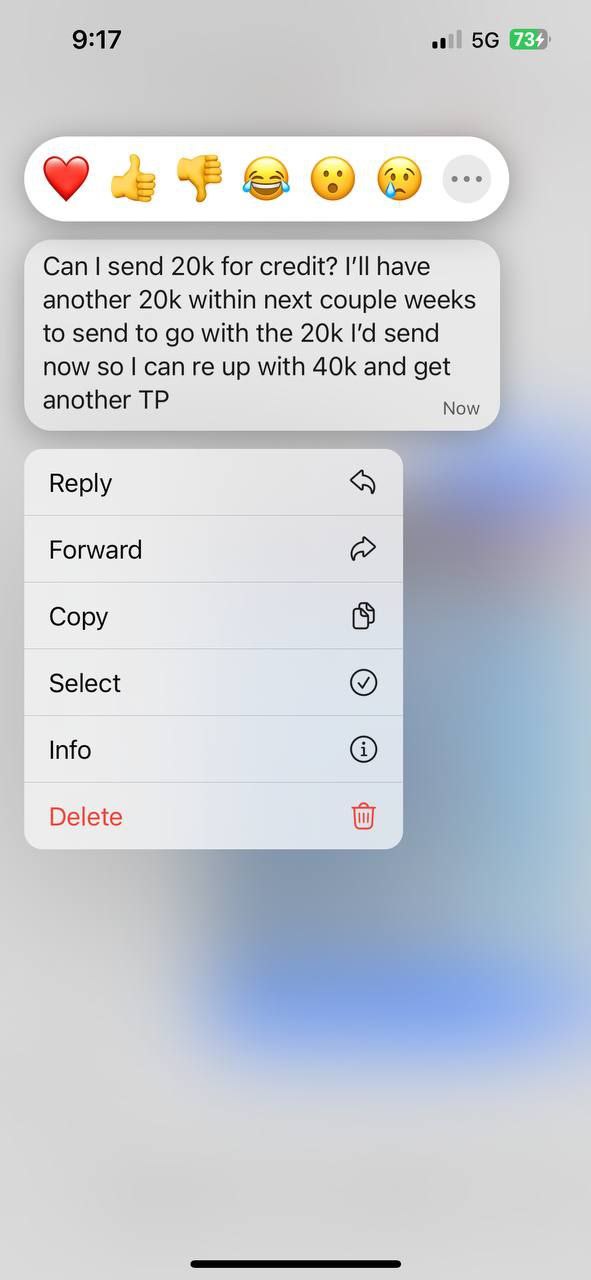 9:17
5G
73
Can I send 20k for credit? I’ll have
another 20k within next couple weeks
to send to go with the 20k I’d send
now so I can re up with 40k and get
another TP
Now
Reply
Forward
Copy
Select
Info
Delete